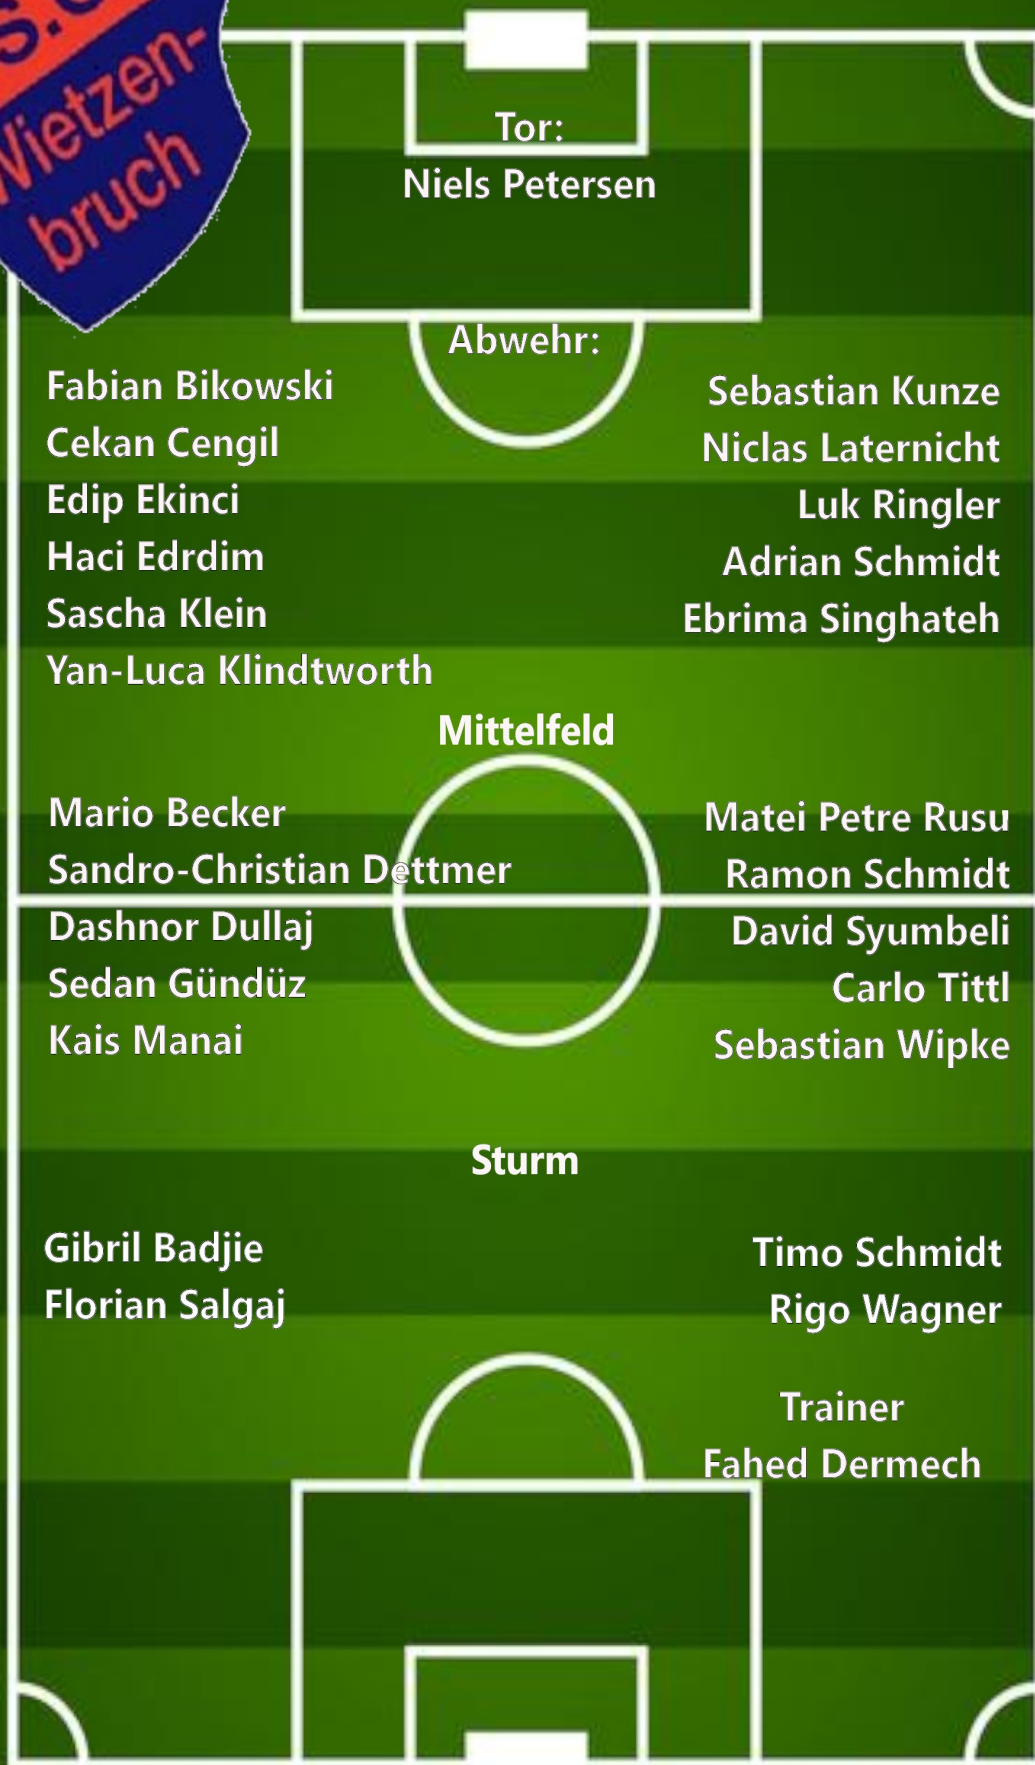 bruch
Tor:
Niels Petersen
Abwehr:
Fabian Bikowski
Cekan Cengil
Edip Ekinci
Haci Edrdim
Sascha Klein
Yan-Luca Klindtworth
Sebastian Kunze
Niclas Laternicht
Luk Ringler
Adrian Schmidt
Ebrima Singhateh
Mittelfeld
Mario Becker
Sandro-Christian Dettmer
Dashnor Dullaj
Sedan Gündüz
Kais Manai
Matei Petre Rusu
Ramon Schmidt
David Syumbeli
Carlo Tittl
Sebastian Wipke
Sturm
Gibril Badjie
Florian Salgaj
Timo Schmidt
Rigo Wagner
Trainer
Fahed Dermech